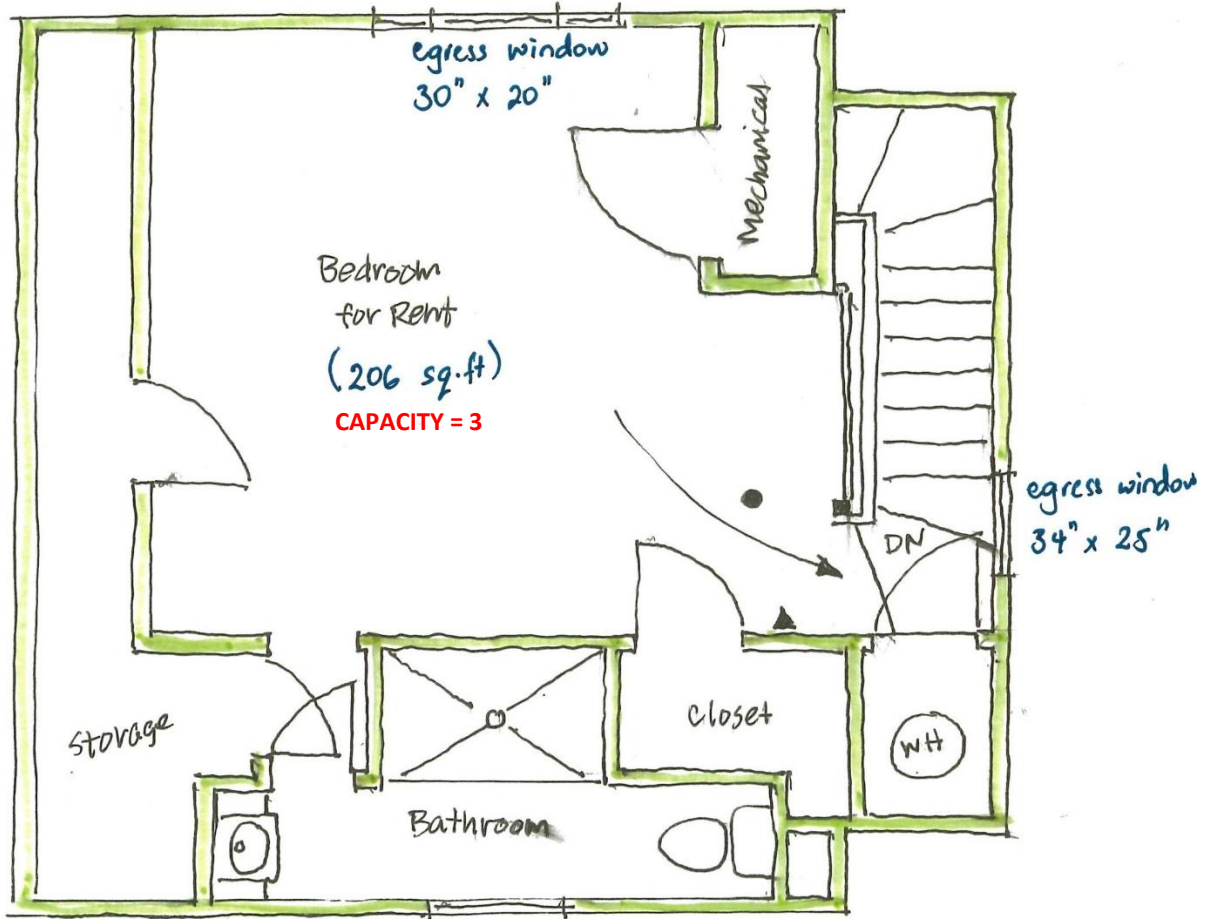 egress window
30" x 20"
Mechanical
Bedroom
for Rent
(206 sq.ft)
CAPACITY = 3
egress window
34" x 25"
DN
Storage
Closet
WH
Bathroom